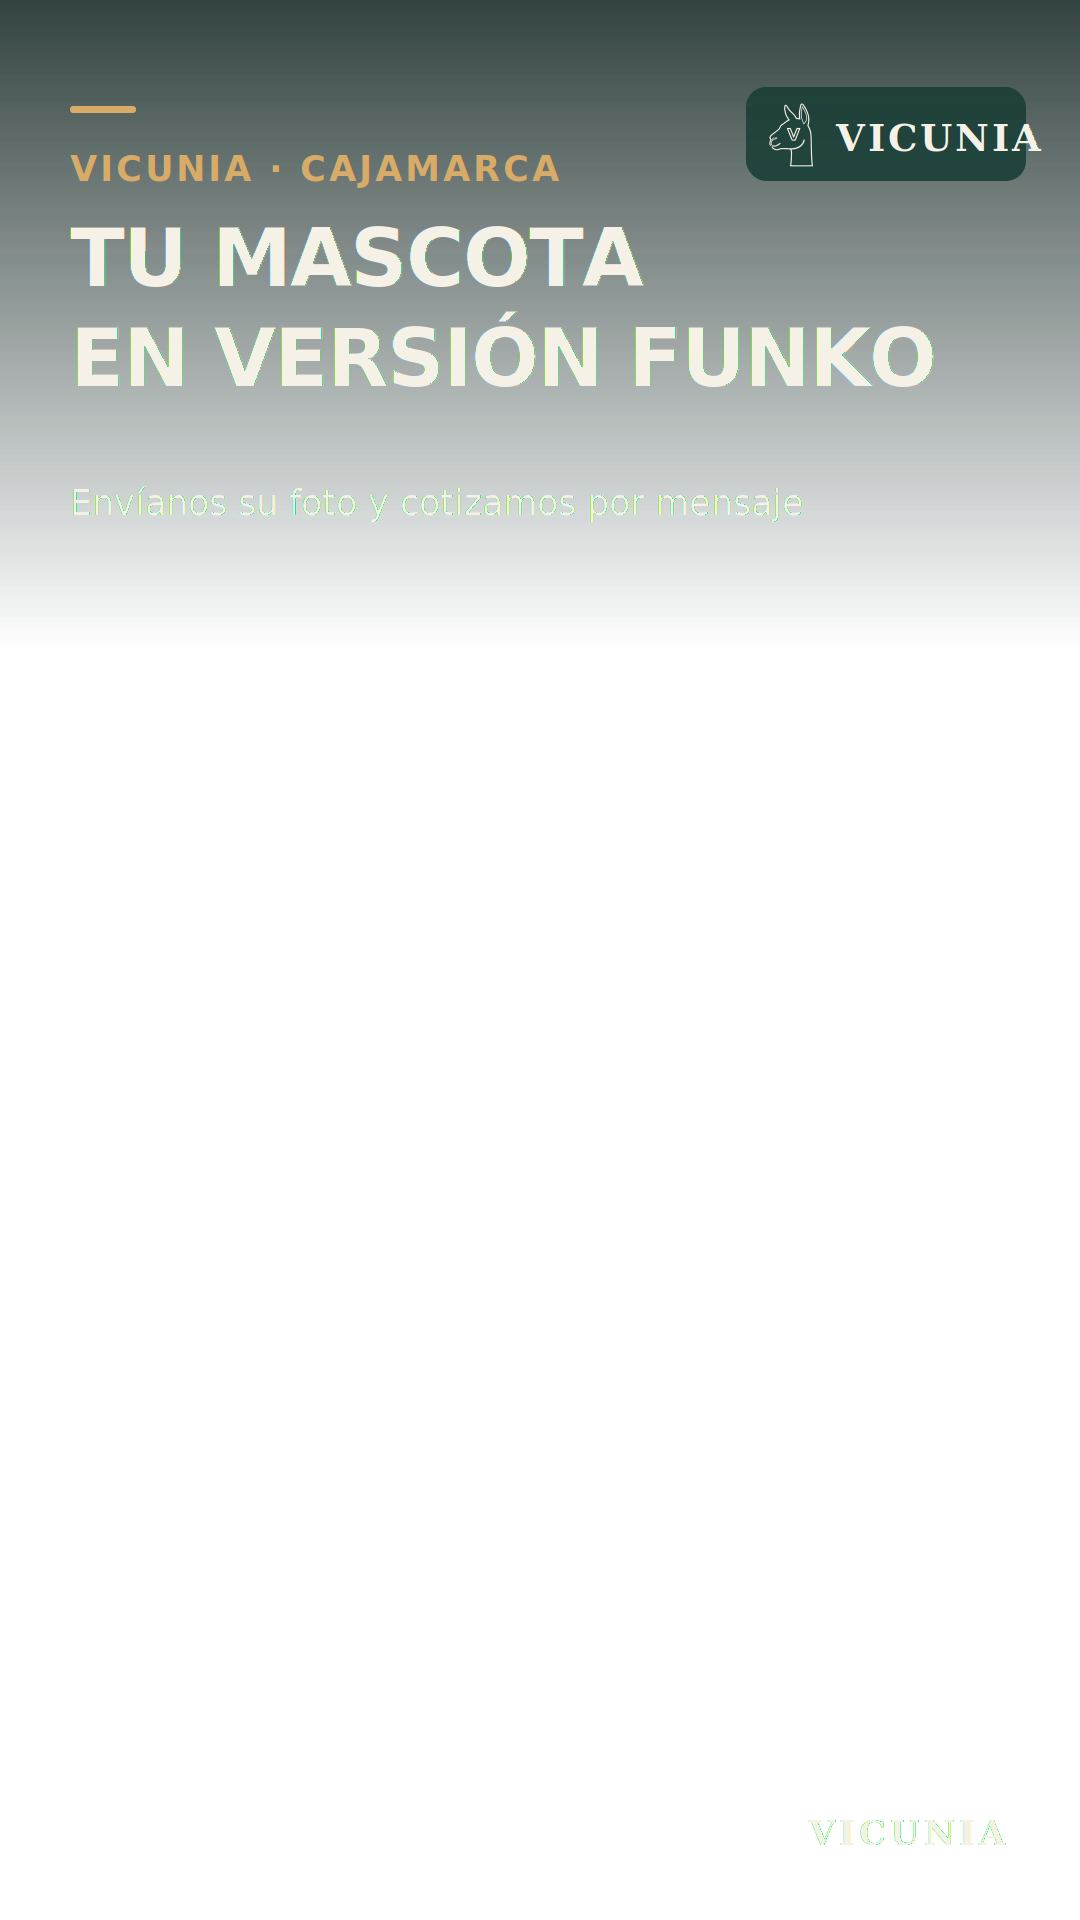 VICUNIA
VICUNIA · CAJAMARCA
TU MASCOTA
EN VERSIÓN FUNKO
Envíanos su foto y cotizamos por mensaje
VICUNIA